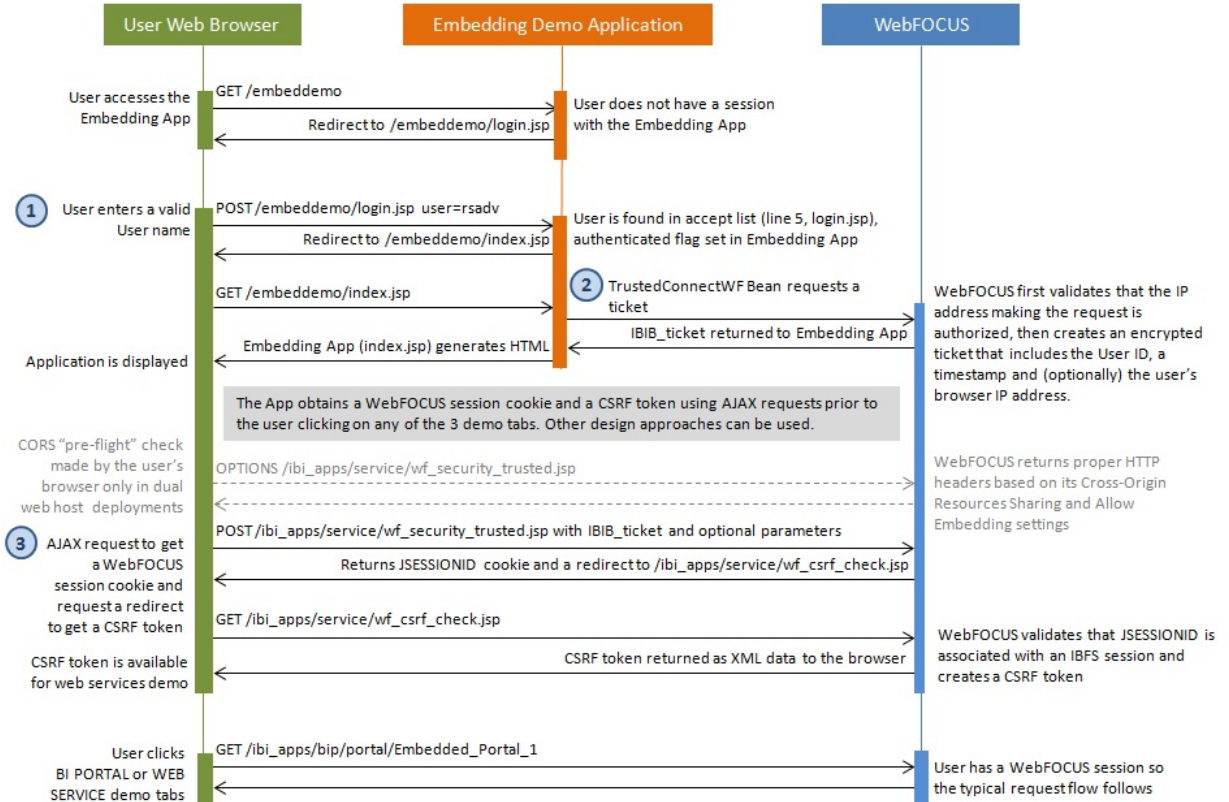 User Web Browser
Embedding Demo Application
WebFOCUS
User accesses the
Embedding App
GET /embeddemo
Redirect to /embeddemo/login.jsp
User does not have a session
with the Embedding App
1
User enters a valid
User name
POST /embeddemo/login.jsp user=rsadv
Redirect to /embeddemo/index.jsp
User is found in accept list (line 5, login.jsp),
authenticated flag set in Embedding App
GET /embeddemo/index.jsp
2
TrustedConnectWF Bean requests a
ticket
IBIB_ticket returned to Embedding App
WebFOCUS first validates that the IP
address making the request is
authorized, then creates an encrypted
ticket that includes the User ID, a
timestamp and (optionally) the user's
browser IP address.
Embedding App (index.jsp) generates HTML
Application is displayed
The App obtains a WebFOCUS session cookie and a CSRF token using AJAX requests prior to
the user clicking on any of the 3 demo tabs. Other design approaches can be used.
CORS "pre-flight" check
made by the user's
browser only in dual
web host deployments
OPTIONS /ibi_apps/service/wf_security_trusted.jsp
WebFOCUS returns proper HTTP
headers based on its Cross-Origin
Resources Sharing and Allow
Embedding settings
3
AJAX request to get
a WebFOCUS
session cookie and
request a redirect
to get a CSRF token
POST /ibi_apps/service/wf_security_trusted.jsp with IBIB_ticket and optional parameters
Returns JSESSIONID cookie and a redirect to /ibi_apps/service/wf_csrf_check.jsp
GET /ibi_apps/service/wf_csrf_check.jsp
WebFOCUS validates that JSESSIONID is
associated with an IBFS session and
creates a CSRF token
CSRF token returned as XML data to the browser
CSRF token is available
for web services demo
User clicks
BI PORTAL or WEB
SERVICE demo tabs
GET /ibi_apps/bip/portal/Embedded_Portal_1
User has a WebFOCUS session so
the typical request flow follows